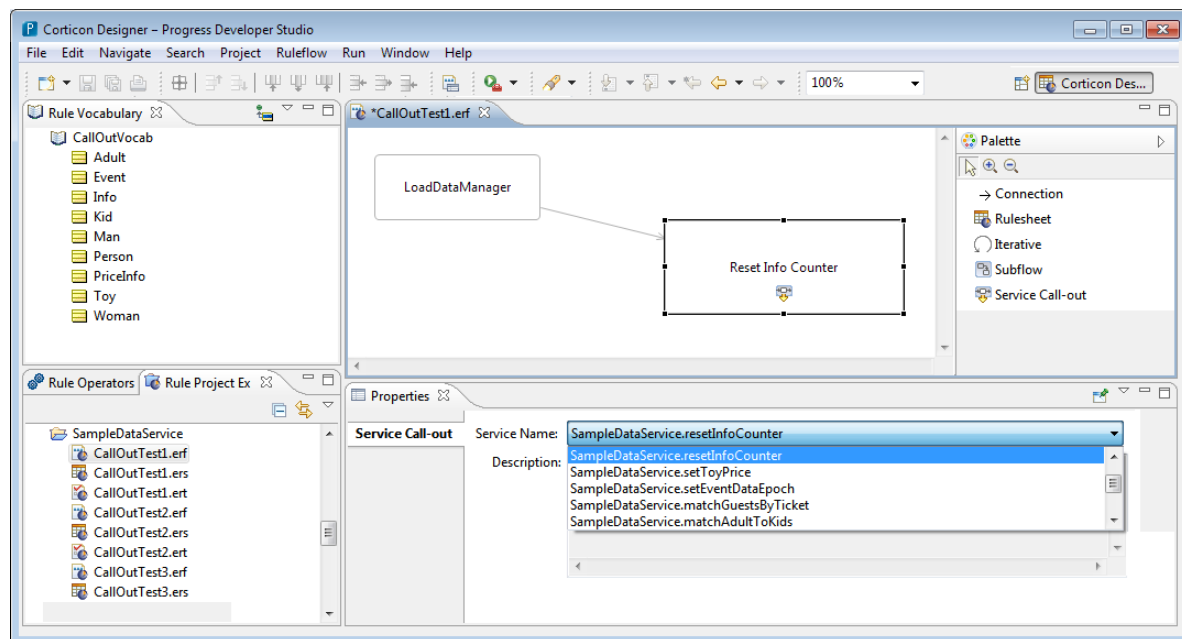 Corticon Designer – Progress Developer Studio
File Edit Navigate Search Project Ruleflow Run Window Help
100%
Corticon Des...
Rule Vocabulary
CallOutVocab
Adult
Event
Info
Kid
Man
Person
PriceInfo
Toy
Woman
*CallOutTest1.erf
LoadDataManager
Reset Info Counter
Palette
Connection
Rulesheet
Iterative
Subflow
Service Call-out
Rule Operators Rule Project Ex
SampleDataService
CallOutTest1.erf
CallOutTest1.ers
CallOutTest1.ert
CallOutTest2.erf
CallOutTest2.ers
CallOutTest2.ert
CallOutTest3.erf
CallOutTest3.ers
Properties
Service Call-out
Service Name: SampleDataService.resetInfoCounter
Description:
SampleDataService.resetInfoCounter
SampleDataService.setToyPrice
SampleDataService.setEventDataEpoch
SampleDataService.matchGuestsByTicket
SampleDataService.matchAdultToKids